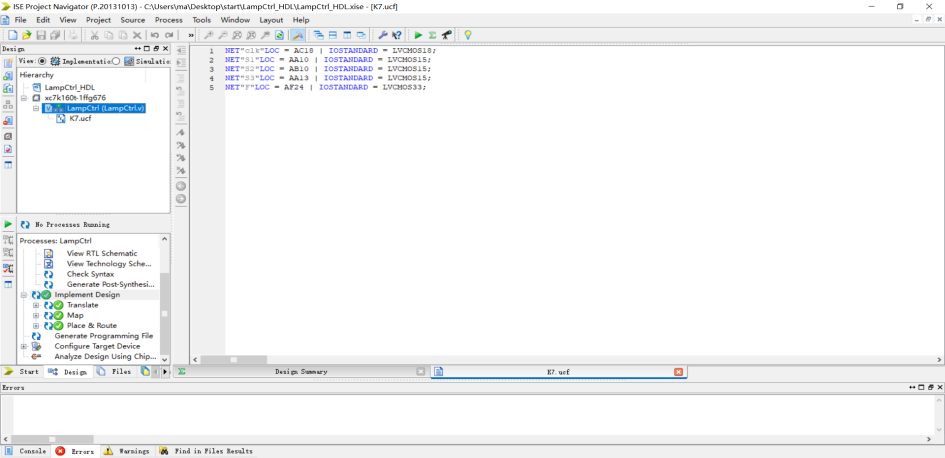 ISE Project Navigator (P.20131013) - C:\Users\ma\Desktop\start\LampCtrl_HDL\LampCtrl_HDL.xise - [K7.ucf]
File Edit View Project Source Process Tools Window Layout Help
Design
View: Implementatio Simulatio
Hierarchy
LampCtrl_HDL
xc7k160t-1ffg676
LampCtrl (LampCtrl.v)
K7.ucf
1 NET"clk"LOC = AC18 | IOSTANDARD = LVCMOS18;
2 NET"S1"LOC = AA10 | IOSTANDARD = LVCMOS15;
3 NET"S2"LOC = AB10 | IOSTANDARD = LVCMOS15;
4 NET"S3"LOC = AA13 | IOSTANDARD = LVCMOS15;
5 NET"F"LOC = AF24 | IOSTANDARD = LVCMOS33;
No Processes Running
Processes: LampCtrl
View RTL Schematic
View Technology Sche...
Check Syntax
Generate Post-Synthesi...
Implement Design
Translate
Map
Place & Route
Generate Programming File
Configure Target Device
Analyze Design Using Chip...
Start Design Files
Design Summary
K7.ucf
Errors
Console Errors Warnings Find in Files Results